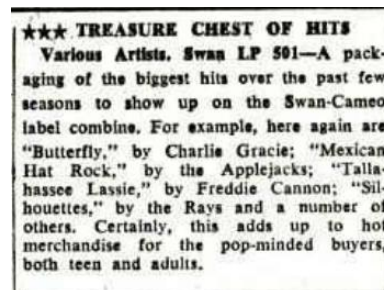 ★★★ TREASURE CHEST OF HITS
Various Artists. Swan LP 501—A pack-
aging of the biggest hits over the past few
seasons to show up on the Swan-Cameo
label combine. For example, here again are
"Butterfly," by Charlie Gracie; "Mexican
Hat Rock," by the Applejacks; "Talla-
hassee Lassie," by Freddie Cannon; "Sil-
houettes," by the Rays and a number of
others. Certainly, this adds up to hot
merchandise for the pop-minded buyers,
both teen and adults.